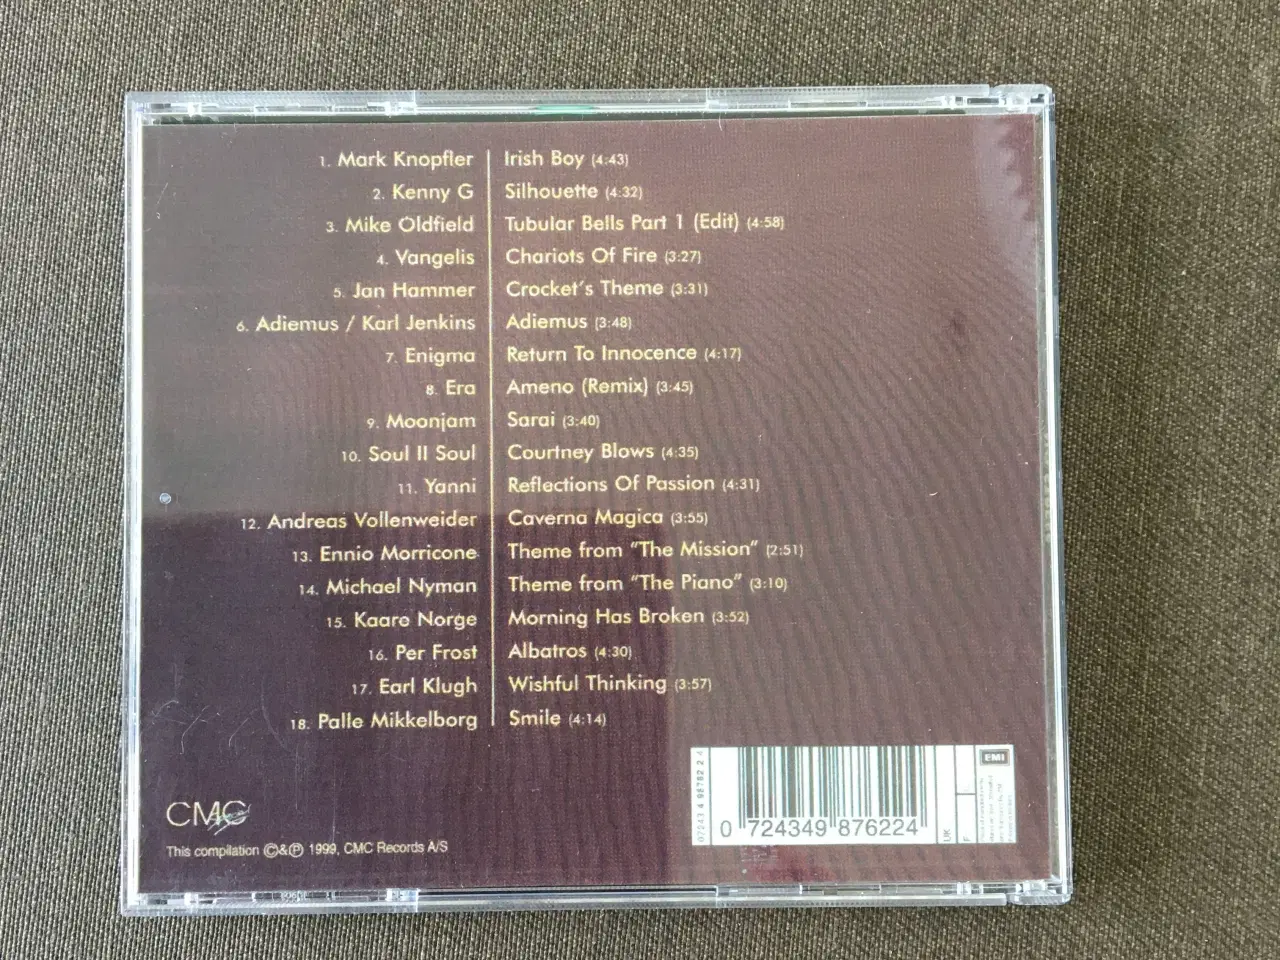 1. Mark Knopfler Irish Boy (4:43)
2. Kenny G Silhouette (4:32)
3. Mike Oldfield Tubular Bells Part 1 (Edit) (4:58)
4. Vangelis Chariots Of Fire (3:27)
5. Jan Hammer Crocket's Theme (3:31)
6. Adiemus / Karl Jenkins Adiemus (3:48)
7. Enigma Return To Innocence (4:17)
8. Era Ameno (Remix) (3:45)
9. Moonjam Sarai (3:40)
10. Soul II Soul Courtney Blows (4:35)
11. Yanni Reflections Of Passion (4:31)
12. Andreas Vollenweider Caverna Magica (3:55)
13. Ennio Morricone Theme from "The Mission" (2:51)
14. Michael Nyman Theme from "The Piano" (3:10)
15. Kaare Norge Morning Has Broken (3:52)
16. Per Frost Albatros (4:30)
17. Earl Klugh Wishful Thinking (3:57)
18. Palle Mikkelborg Smile (4:14)
CMC
This compilation ©&℗ 1999, CMC Records A/S
07243 4 98762 2 4
0 724349 876224
UK
F
EMI